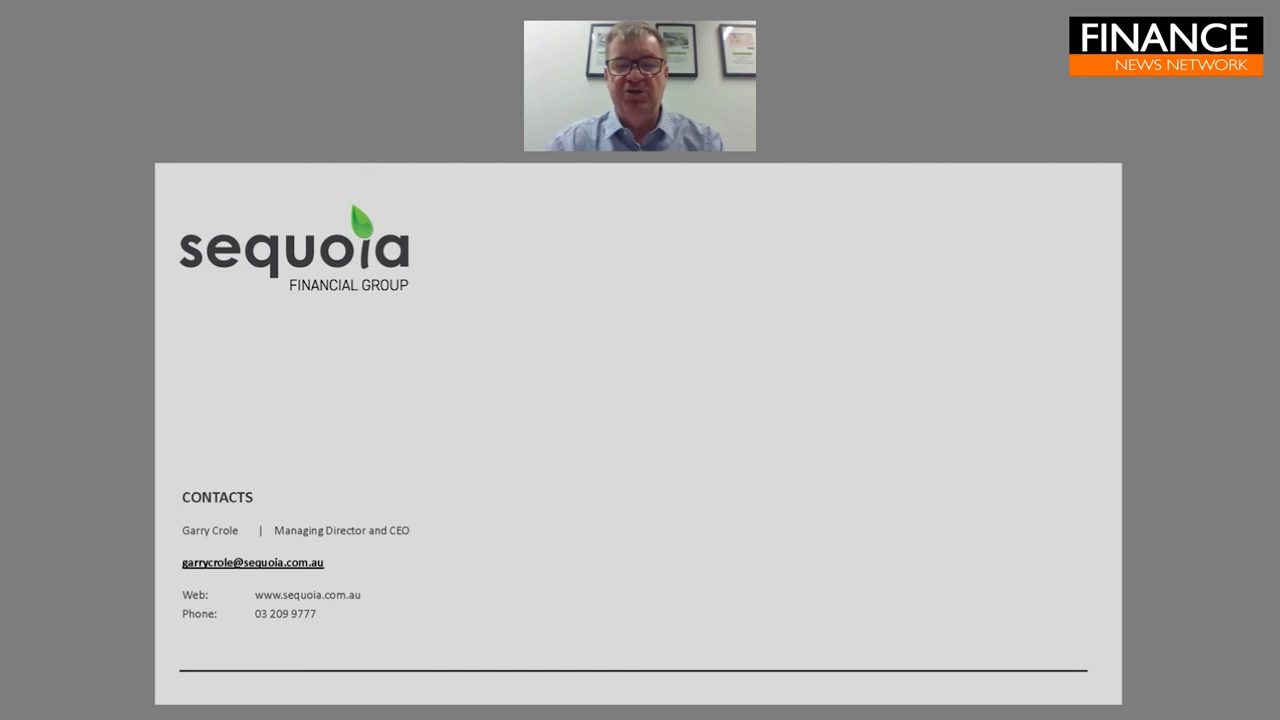 FINANCE
NEWS NETWORK
sequoia
FINANCIAL GROUP
CONTACTS
Garry Crole | Managing Director and CEO
garrycrole@sequoia.com.au
Web: www.sequoia.com.au
Phone: 03 209 9777